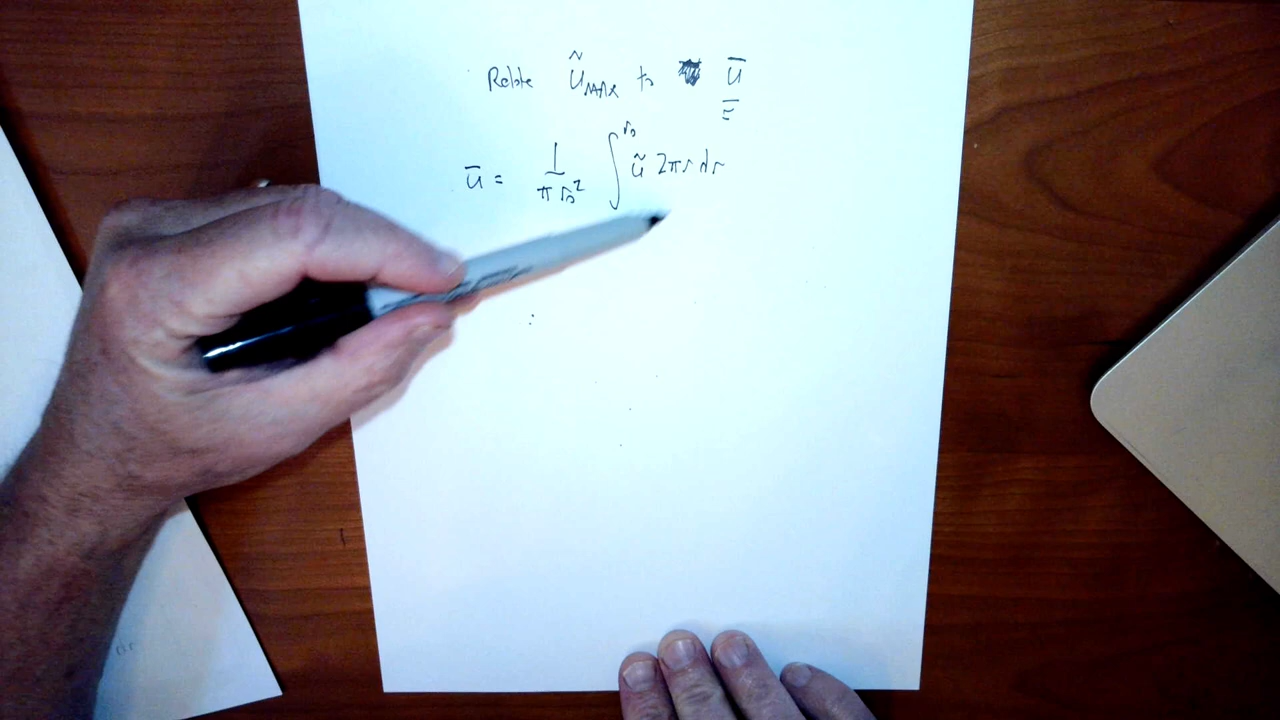 Relate ũ_MAX to ū
ū = 1/(π r₀²) ∫^r₀ ũ 2πr dr